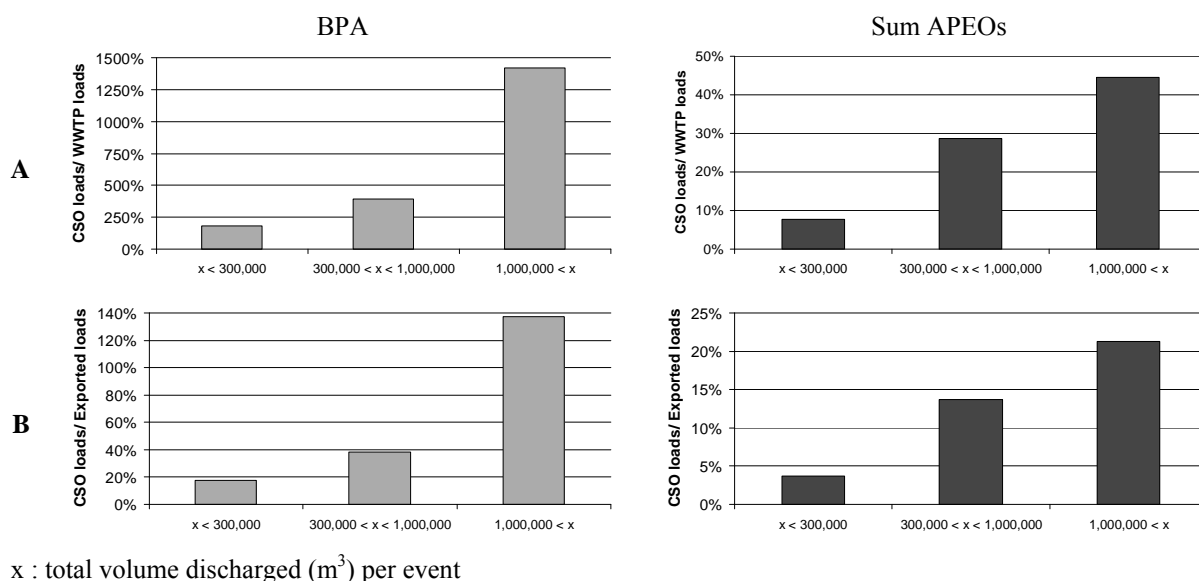 BPA
Sum APEOs
A
CSO loads/ WWTP loads
1500%
1250%
1000%
750%
500%
250%
0%
x < 300,000
300,000 < x < 1,000,000
1,000,000 < x
CSO loads/ WWTP loads
50%
40%
30%
20%
10%
0%
x < 300,000
300,000 < x < 1,000,000
1,000,000 < x
B
CSO loads/ Exported loads
140%
120%
100%
80%
60%
40%
20%
0%
x < 300,000
300,000 < x < 1,000,000
1,000,000 < x
CSO loads/ Exported loads
25%
20%
15%
10%
5%
0%
x < 300,000
300,000 < x < 1,000,000
1,000,000 < x
x : total volume discharged (m³) per event